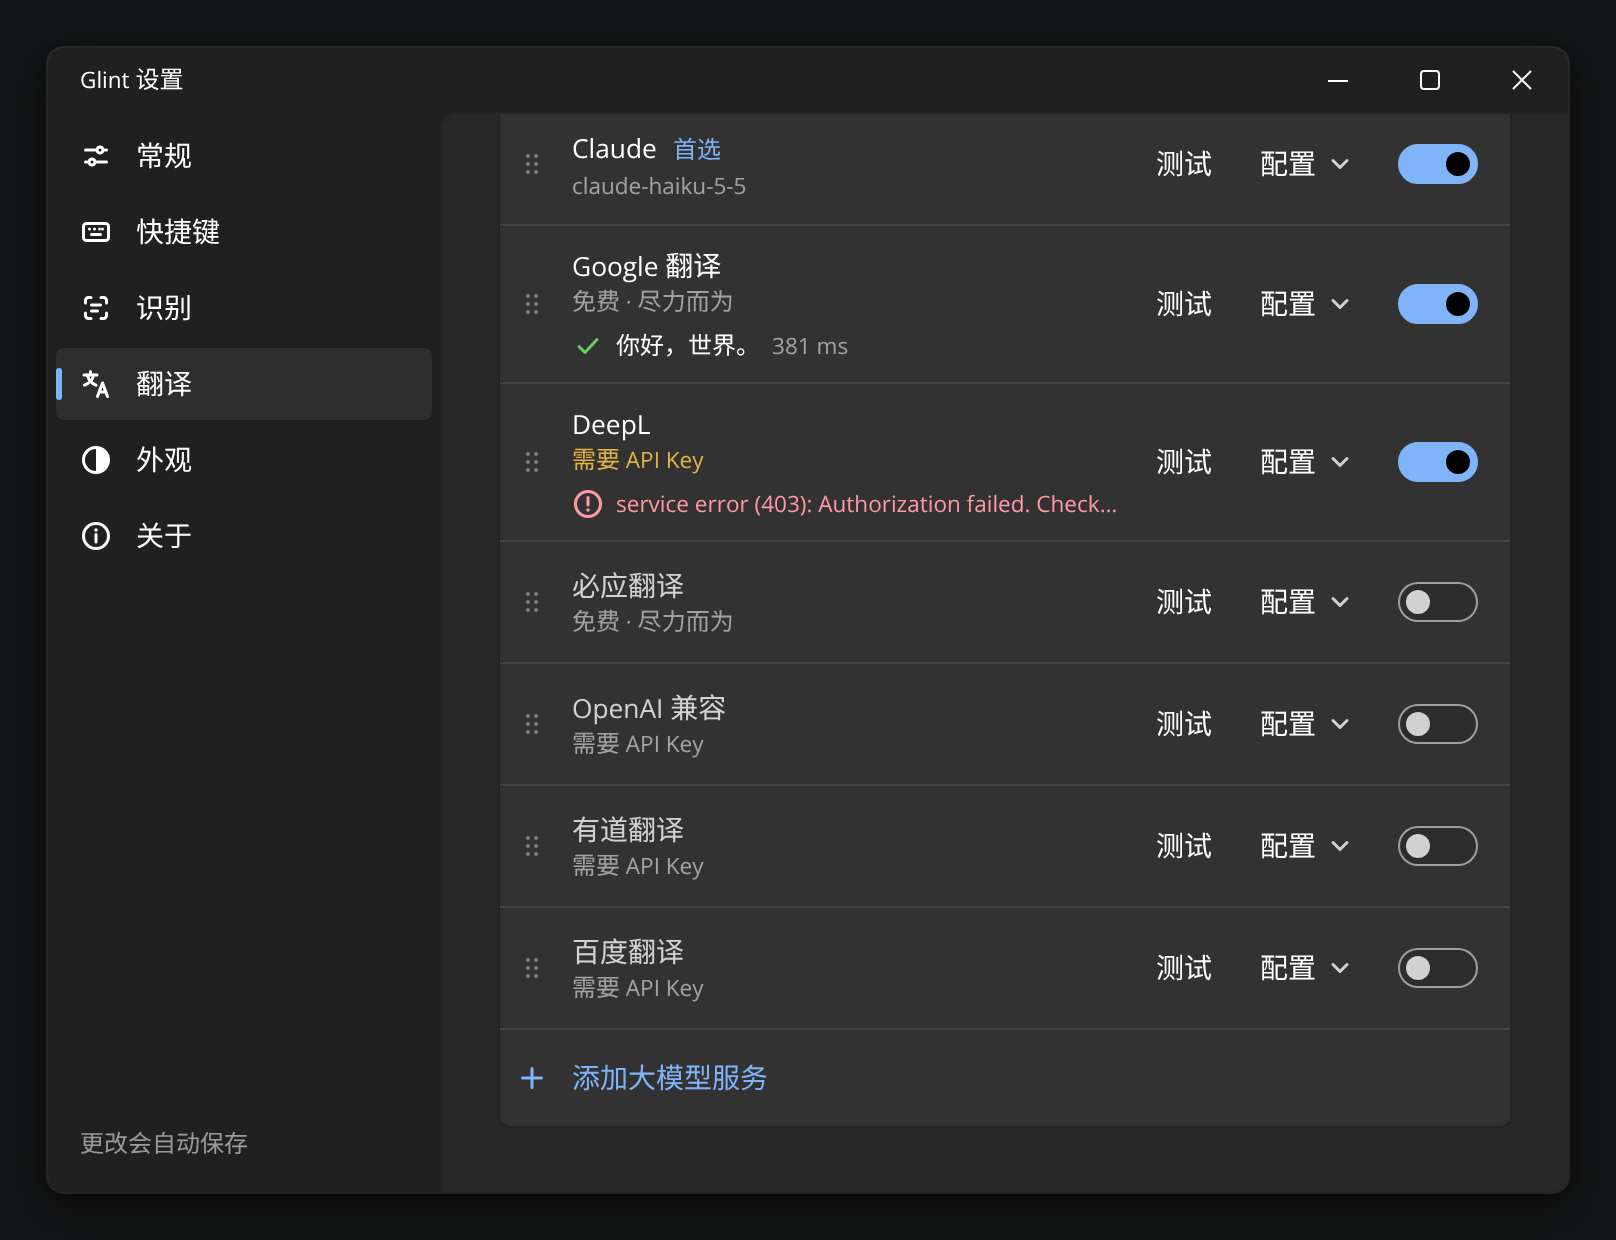 Glint 设置
常规
快捷键
识别
翻译
外观
关于
更改会自动保存
Claude 首选
claude-haiku-5-5
测试 配置
Google 翻译
免费 · 尽力而为
你好，世界。 381 ms
测试 配置
DeepL
需要 API Key
service error (403): Authorization failed. Check...
测试 配置
必应翻译
免费 · 尽力而为
测试 配置
OpenAI 兼容
需要 API Key
测试 配置
有道翻译
需要 API Key
测试 配置
百度翻译
需要 API Key
测试 配置
添加大模型服务